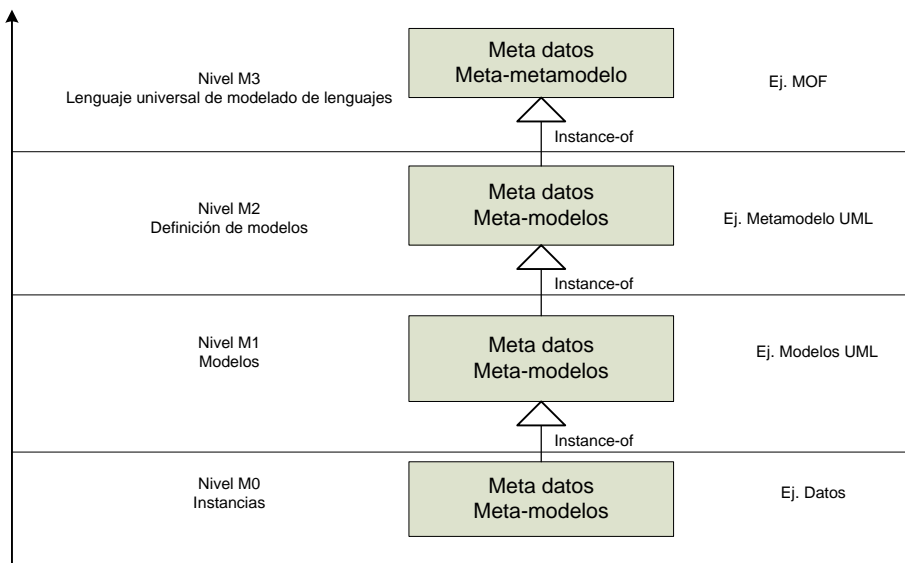 Nivel M3
Lenguaje universal de modelado de lenguajes
Meta datos
Meta-metamodelo
Ej. MOF
Instance-of
Nivel M2
Definición de modelos
Meta datos
Meta-modelos
Ej. Metamodelo UML
Instance-of
Nivel M1
Modelos
Meta datos
Meta-modelos
Ej. Modelos UML
Instance-of
Nivel M0
Instancias
Meta datos
Meta-modelos
Ej. Datos